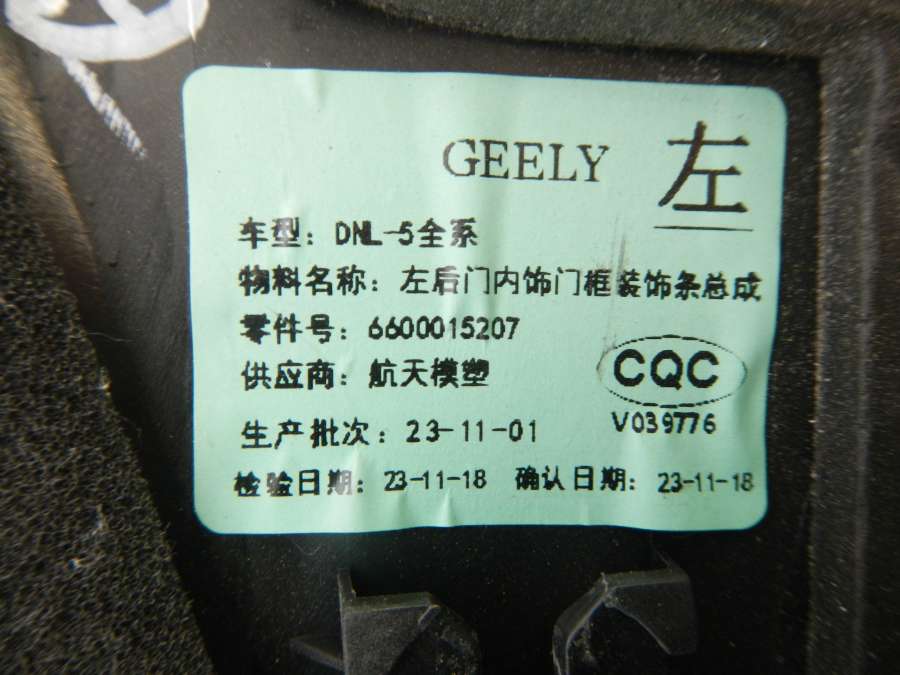 GEELY 左
车型：DNL-5全系
物料名称：左后门内饰门框装饰条总成
零件号：6600015207
供应商：航天模塑
CQC
生产批次：23-11-01
V039776
检验日期：23-11-18 确认日期：23-11-18